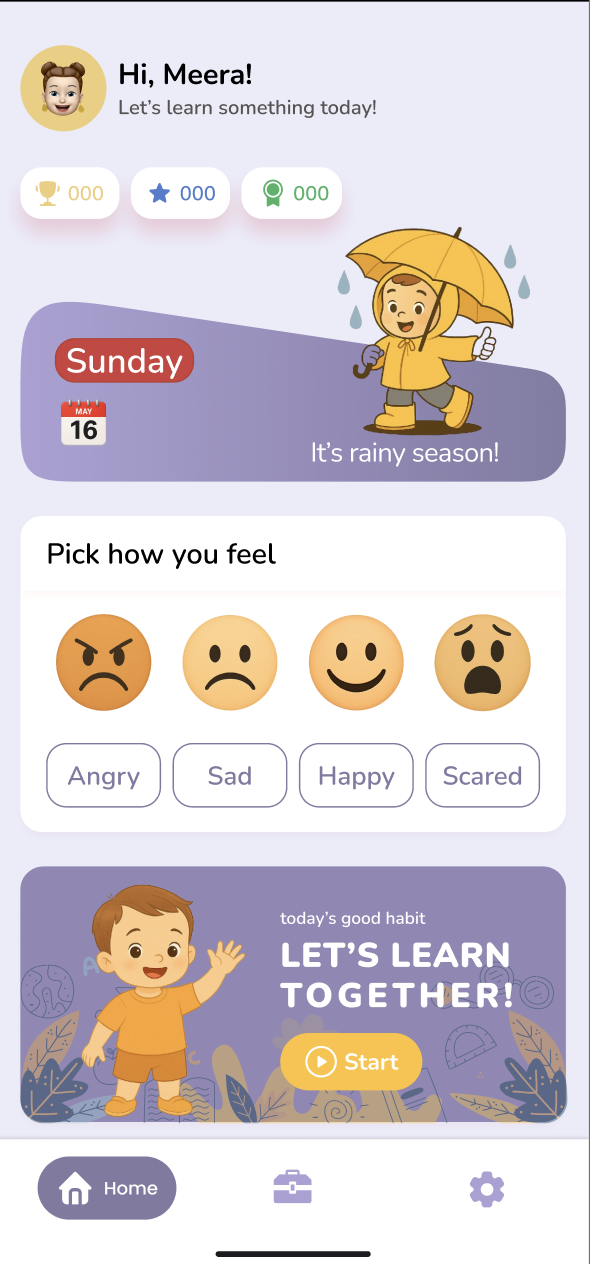 Hi, Meera!
Let's learn something today!
000 000 000
Sunday
MAY
16
It's rainy season!
Pick how you feel
Angry Sad Happy Scared
today's good habit
LET'S LEARN
TOGETHER!
Start
Home